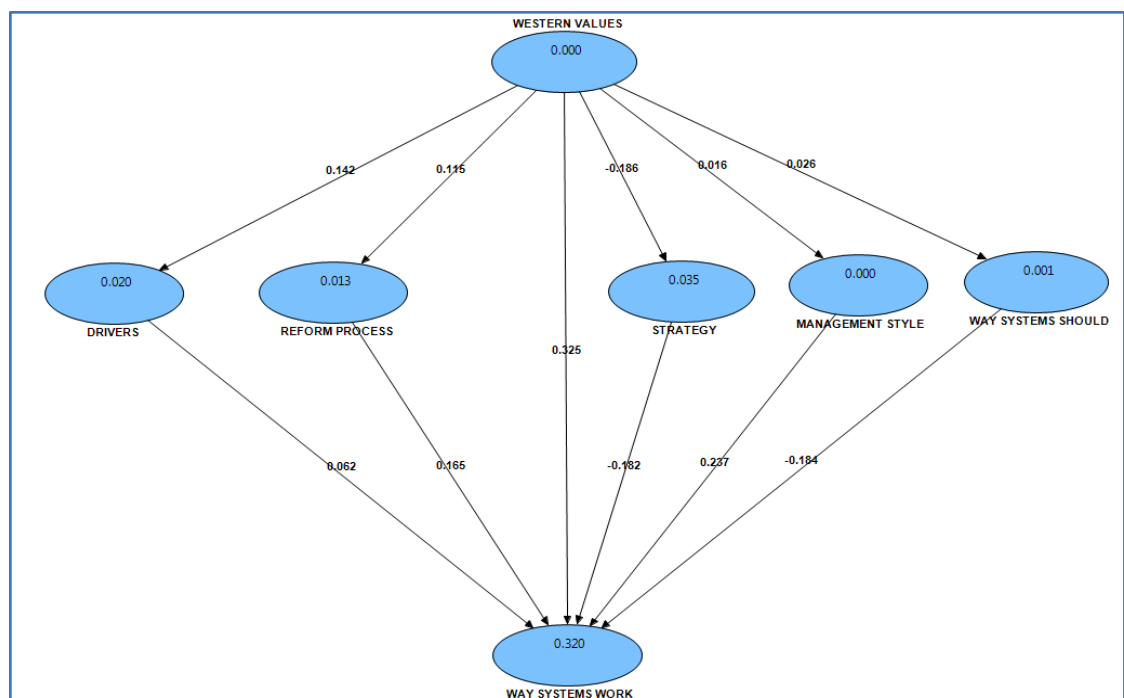 WESTERN VALUES
0.000
0.142
0.115
-0.186
0.016
0.026
0.020
0.013
0.035
0.000
0.001
DRIVERS
REFORM PROCESS
STRATEGY
MANAGEMENT STYLE
WAY SYSTEMS SHOULD
0.325
0.062
0.165
-0.182
0.237
-0.184
0.320
WAY SYSTEMS WORK